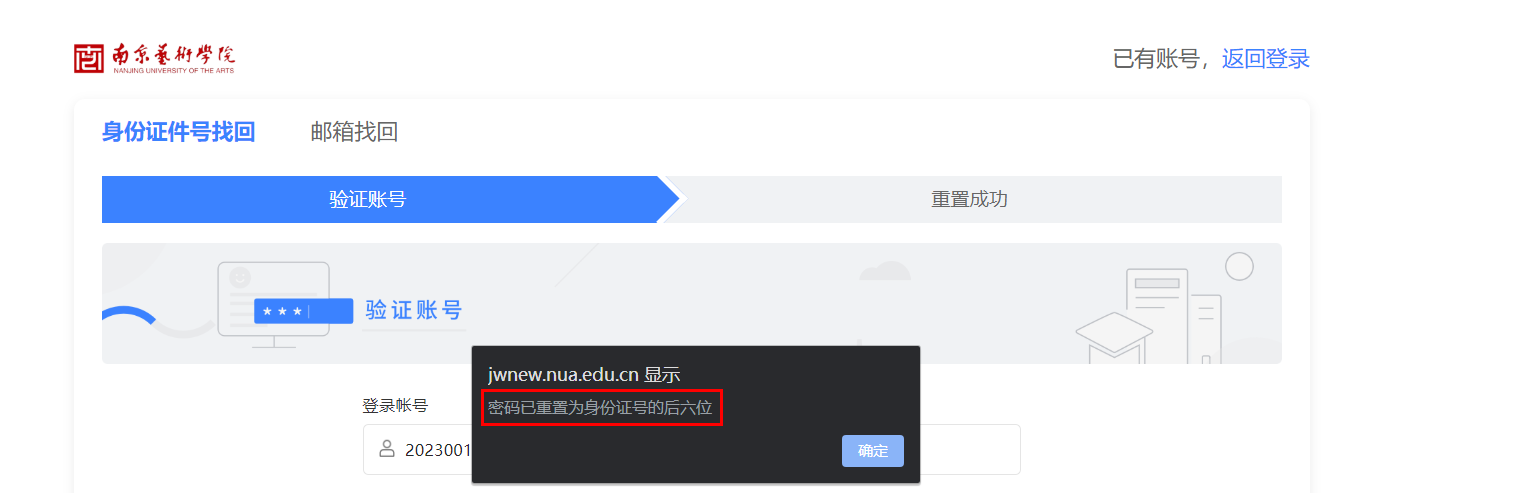 南京藝術學院
NANJING UNIVERSITY OF THE ARTS
已有账号，返回登录
身份证件号找回 邮箱找回
验证账号 重置成功
★ ★ ★ 验证账号
jwnew.nua.edu.cn 显示
密码已重置为身份证号的后六位
登录帐号
确定
2023001